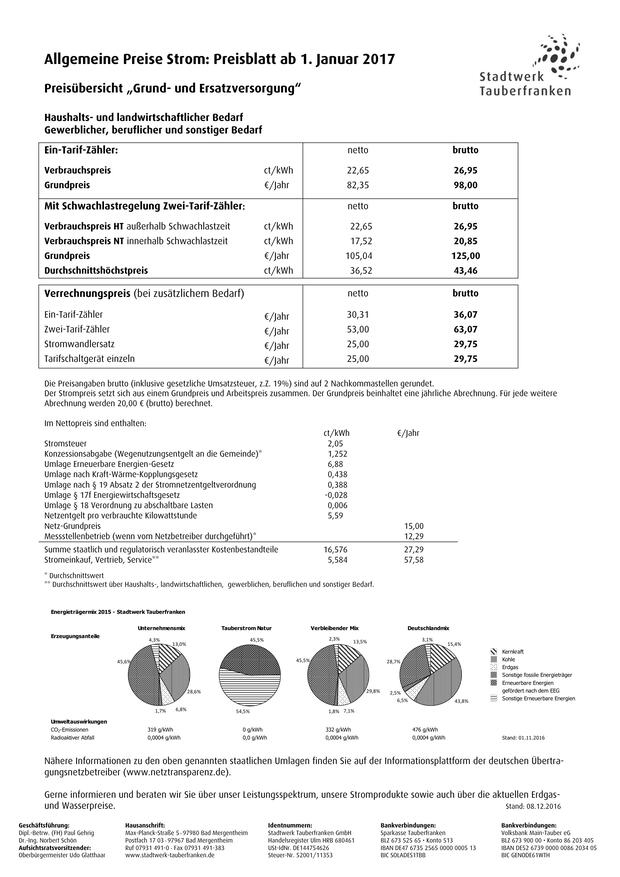 Allgemeine Preise Strom: Preisblatt ab 1. Januar 2017
Preisübersicht „Grund- und Ersatzversorgung“
Stadtwerk
Tauberfranken
Haushalts- und landwirtschaftlicher Bedarf
Gewerblicher, beruflicher und sonstiger Bedarf
Ein-Tarif-Zähler: netto brutto
Verbrauchspreis ct/kWh 22,65 26,95
Grundpreis €/Jahr 82,35 98,00
Mit Schwachlastregelung Zwei-Tarif-Zähler: netto brutto
Verbrauchspreis HT außerhalb Schwachlastzeit ct/kWh 22,65 26,95
Verbrauchspreis NT innerhalb Schwachlastzeit ct/kWh 17,52 20,85
Grundpreis €/Jahr 105,04 125,00
Durchschnittshöchstpreis ct/kWh 36,52 43,46
Verrechnungspreis (bei zusätzlichem Bedarf) netto brutto
Ein-Tarif-Zähler €/Jahr 30,31 36,07
Zwei-Tarif-Zähler €/Jahr 53,00 63,07
Stromwandlersatz €/Jahr 25,00 29,75
Tarifschaltgerät einzeln €/Jahr 25,00 29,75
Die Preisangaben brutto (inklusive gesetzliche Umsatzsteuer, z.Z. 19%) sind auf 2 Nachkommastellen gerundet.
Der Strompreis setzt sich aus einem Grundpreis und Arbeitspreis zusammen. Der Grundpreis beinhaltet eine jährliche Abrechnung. Für jede weitere
Abrechnung werden 20,00 € (brutto) berechnet.
Im Nettopreis sind enthalten:
ct/kWh €/Jahr
Stromsteuer 2,05
Konzessionsabgabe (Wegenutzungsentgelt an die Gemeinde)* 1,252
Umlage Erneuerbare Energien-Gesetz 6,88
Umlage nach Kraft-Wärme-Kopplungsgesetz 0,438
Umlage nach § 19 Absatz 2 der Stromnetzentgeltverordnung 0,388
Umlage § 17f Energiewirtschaftsgesetz -0,028
Umlage § 18 Verordnung zu abschaltbare Lasten 0,006
Netzentgelt pro verbrauchte Kilowattstunde 5,59
Netz-Grundpreis 15,00
Messstellenbetrieb (wenn vom Netzbetreiber durchgeführt)* 12,29
Summe staatlich und regulatorisch veranlasster Kostenbestandteile 16,576 27,29
Stromeinkauf, Vertrieb, Service** 5,584 57,58
* Durchschnittswert
** Durchschnittswert über Haushalts-, landwirtschaftlichen, gewerblichen, beruflichen und sonstiger Bedarf.
Energieträgermix 2015 - Stadtwerk Tauberfranken
Erzeugungsanteile
Unternehmensmix Tauberstrom Natur Verbleibender Mix Deutschlandmix
4,3% 13,0% 45,5% 2,3% 13,5% 3,1% 15,4%
45,6% 45,5% 28,7%
28,6% 29,8% 2,5%
1,7% 6,8% 54,5% 1,8% 7,1% 6,5% 43,8%
Kernkraft
Kohle
Erdgas
Sonstige fossile Energieträger
Erneuerbare Energien
gefördert nach dem EEG
Sonstige Erneuerbare Energien
Umweltauswirkungen
CO₂-Emissionen 319 g/kWh 0 g/kWh 332 g/kWh 476 g/kWh
Radioaktiver Abfall 0,0004 g/kWh 0,0 g/kWh 0,0004 g/kWh 0,0004 g/kWh Stand: 01.11.2016
Nähere Informationen zu den oben genannten staatlichen Umlagen finden Sie auf der Informationsplattform der deutschen Übertra-
gungsnetzbetreiber (www.netztransparenz.de).
Gerne informieren und beraten wir Sie über unser Leistungsspektrum, unsere Stromprodukte sowie auch über die aktuellen Erdgas-
und Wasserpreise. Stand: 08.12.2016
Geschäftsführung: Hausanschrift: Identnummern: Bankverbindungen: Bankverbindungen:
Dipl.-Betrw. (FH) Paul Gehrig Max-Planck-Straße 5 · 97980 Bad Mergentheim Stadtwerk Tauberfranken GmbH Sparkasse Tauberfranken Volksbank Main-Tauber eG
Dr.-Ing. Norbert Schön Postfach 17 03 · 97967 Bad Mergentheim Handelsregister Ulm HRB 680461 BLZ 673 525 65 • Konto 513 BLZ 673 900 00 • Konto 86 203 405
Aufsichtsratsvorsitzender: Ruf 07931 491-0 · Fax 07931 491-383 USt-IdNr. DE144754626 IBAN DE47 6735 2565 0000 0005 13 IBAN DE52 6739 0000 0086 2034 05
Oberbürgermeister Udo Glatthaar www.stadtwerk-tauberfranken.de Steuer-Nr. 52001/11353 BIC SOLADES1TBB BIC GENODE61WTH